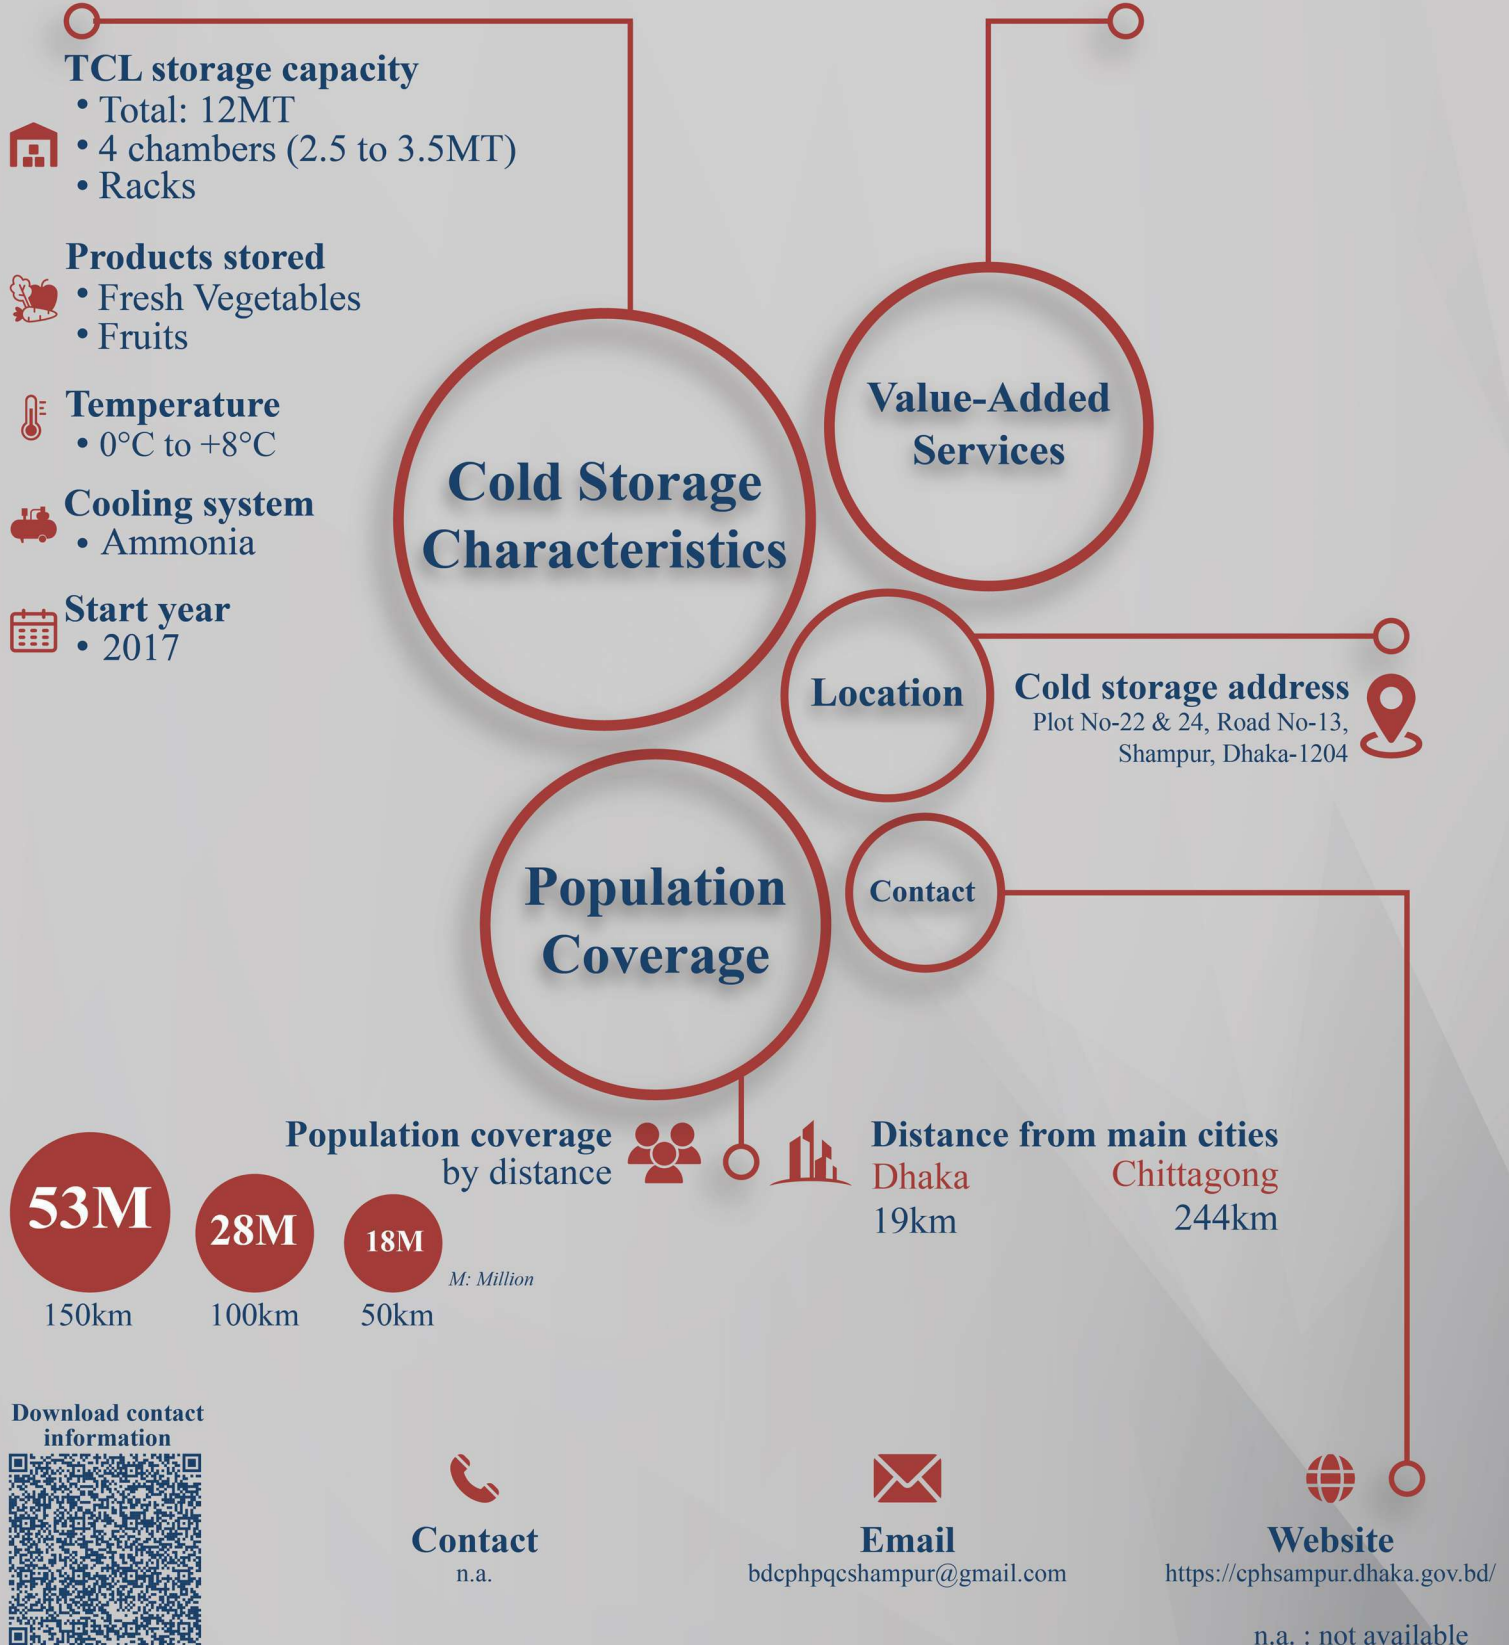 TCL storage capacity
• Total: 12MT
• 4 chambers (2.5 to 3.5MT)
• Racks
Products stored
• Fresh Vegetables
• Fruits
Temperature
• 0°C to +8°C
Cooling system
• Ammonia
Start year
• 2017
Cold Storage
Characteristics
Value-Added
Services
Location
Cold storage address
Plot No-22 & 24, Road No-13,
Shampur, Dhaka-1204
Population
Coverage
Contact
Population coverage
by distance
53M
28M
18M
M: Million
150km
100km
50km
Distance from main cities
Dhaka
Chittagong
19km
244km
Download contact
information
Contact
n.a.
Email
bdcphpqcshampur@gmail.com
Website
https://cphsampur.dhaka.gov.bd/
n.a. : not available